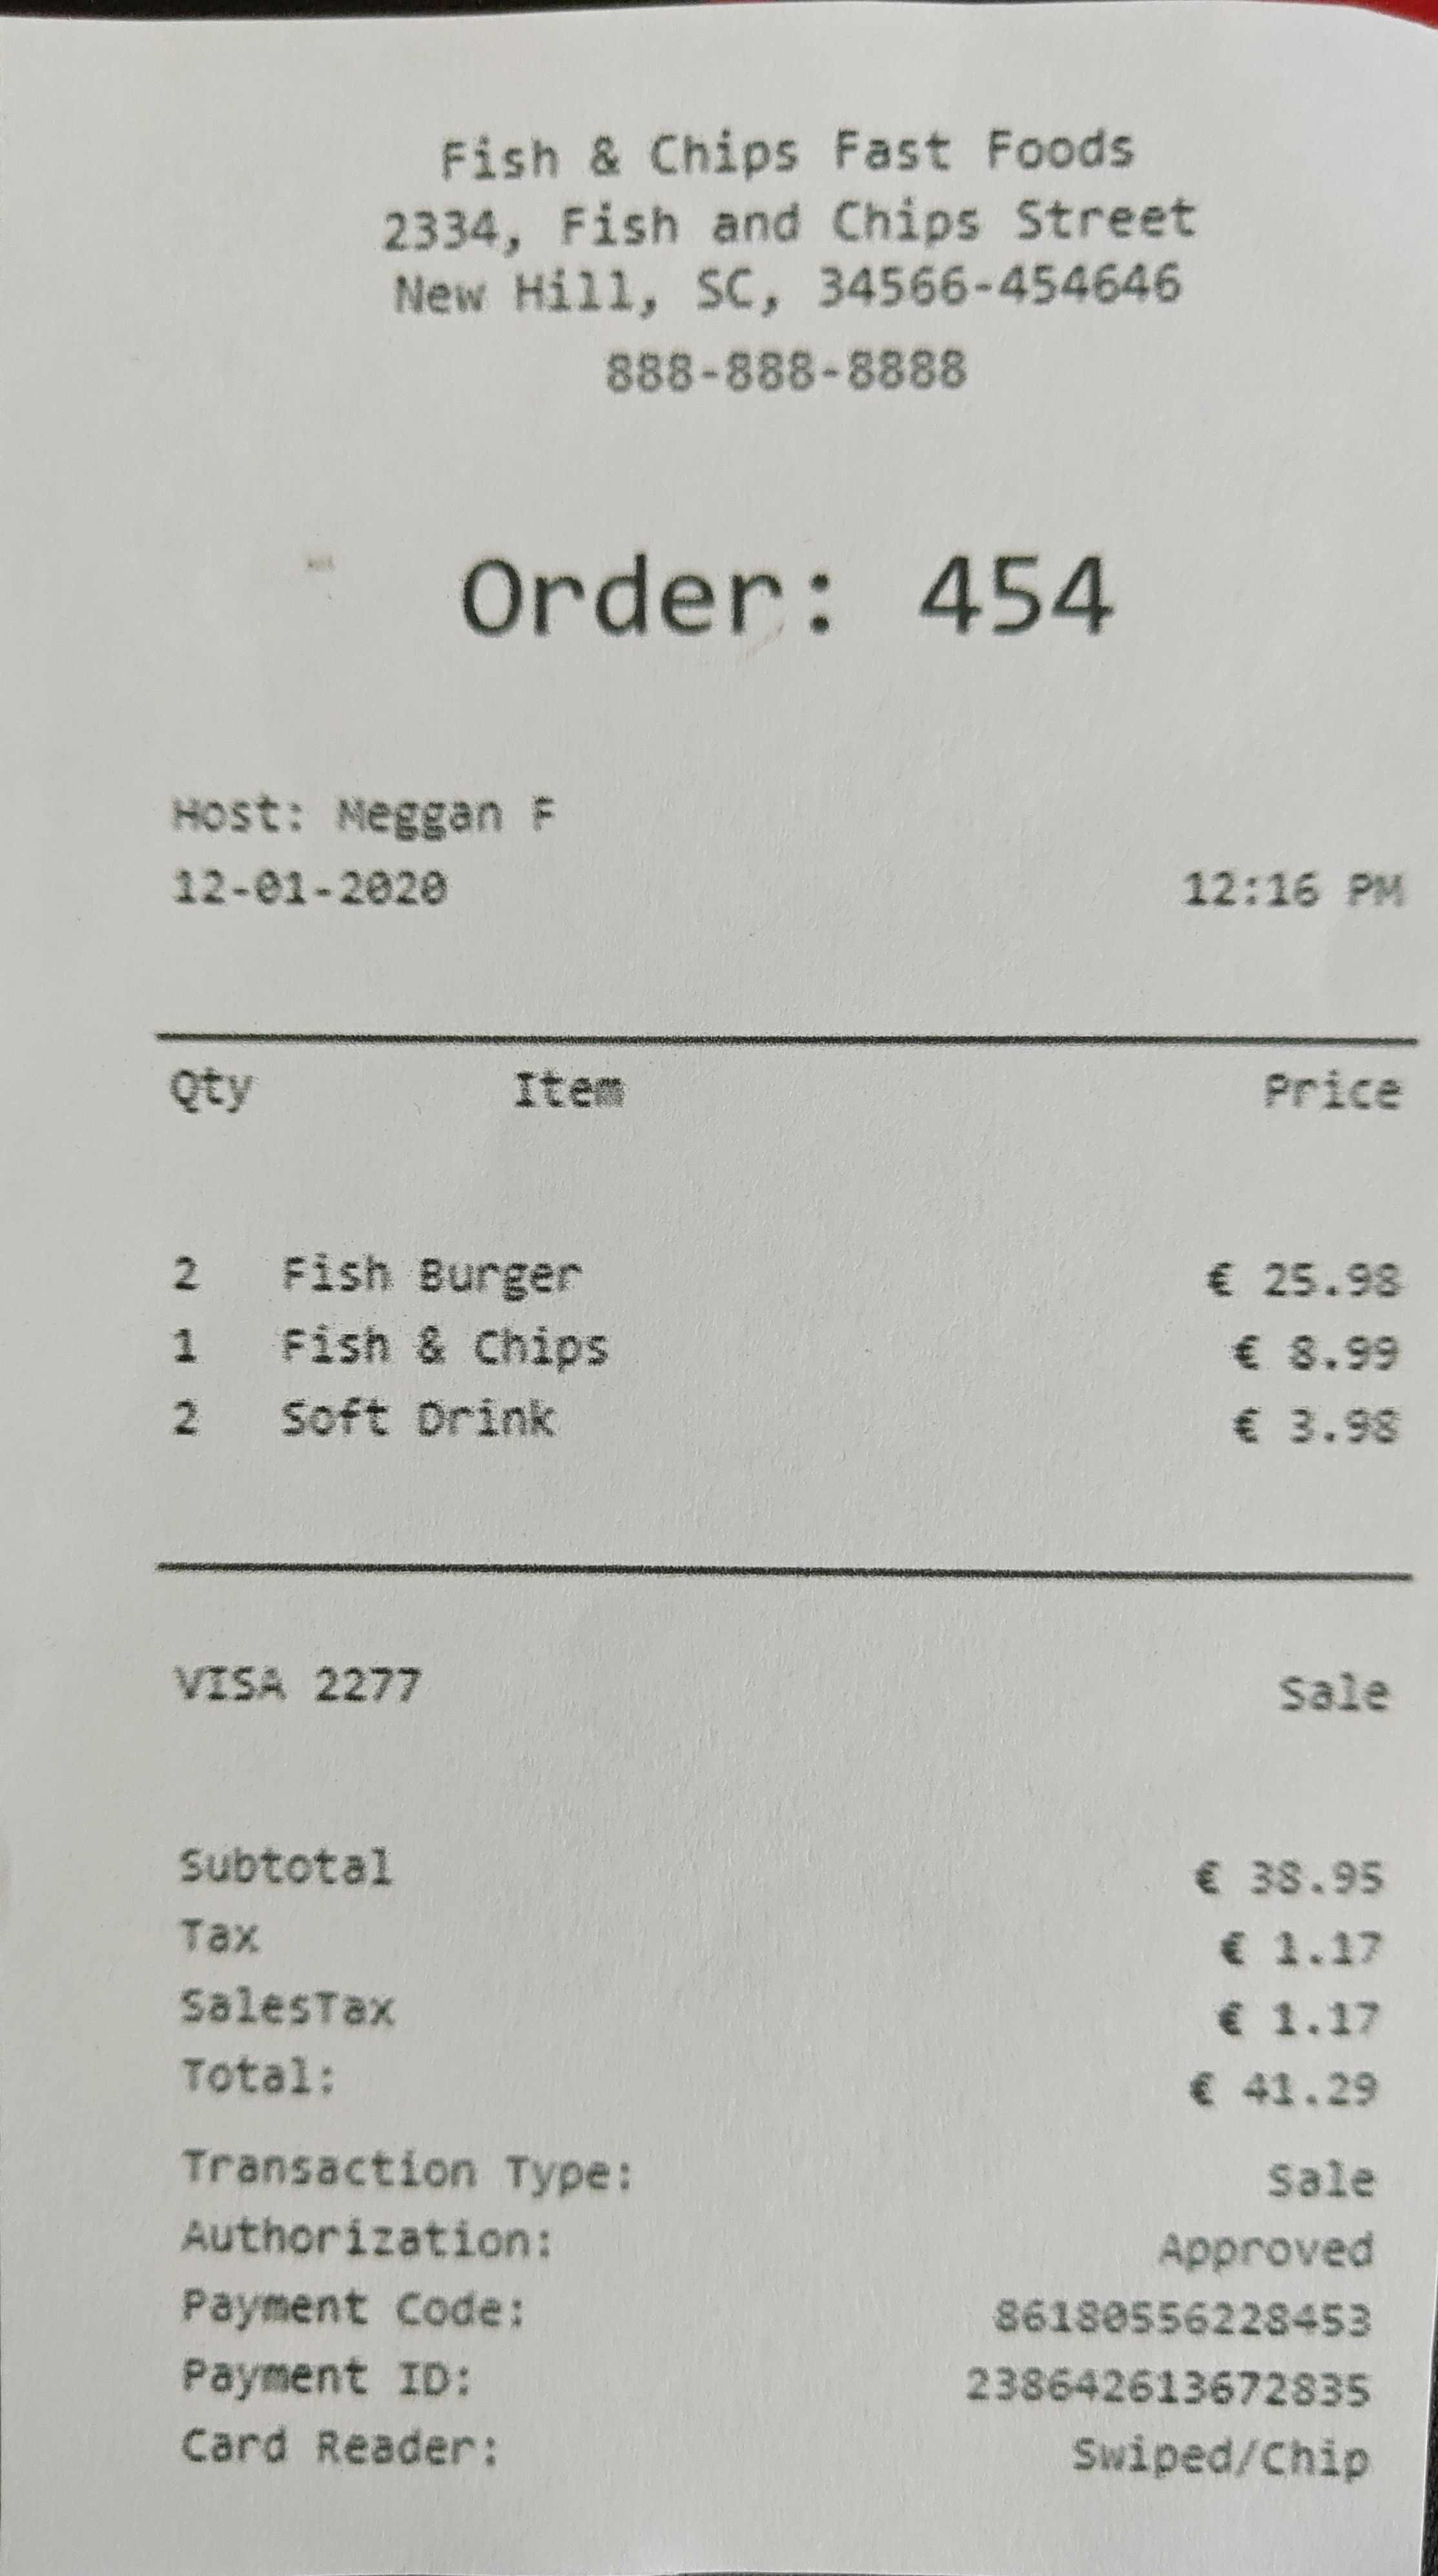 Fish & Chips Fast Foods
2334, Fish and Chips Street
New Hill, SC, 34566-454646
888-888-8888
Order: 454
Host: Meggan F
12-01-2020 12:16 PM
Qty Item Price
2 Fish Burger € 25.98
1 Fish & Chips € 8.99
2 Soft Drink € 3.98
VISA 2277 Sale
Subtotal € 38.95
Tax € 1.17
SalesTax € 1.17
Total: € 41.29
Transaction Type: Sale
Authorization: Approved
Payment Code: 86180556228453
Payment ID: 238642613672835
Card Reader: Swiped/Chip